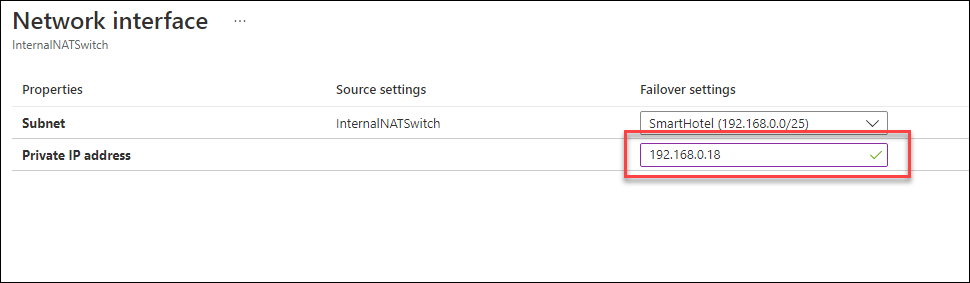 Network interface ...
InternalNATSwitch
Properties Source settings Failover settings
Subnet InternalNATSwitch SmartHotel (192.168.0.0/25)
Private IP address 192.168.0.18